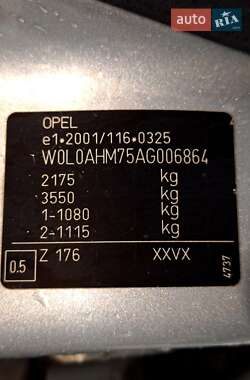 auto RIA
OPEL
e1*2001/116*0325
W0L0AHM75AG006864
2175 kg
3550 kg
1-1080 kg
2-1115 kg
0.5 Z 176 XXVX
4737